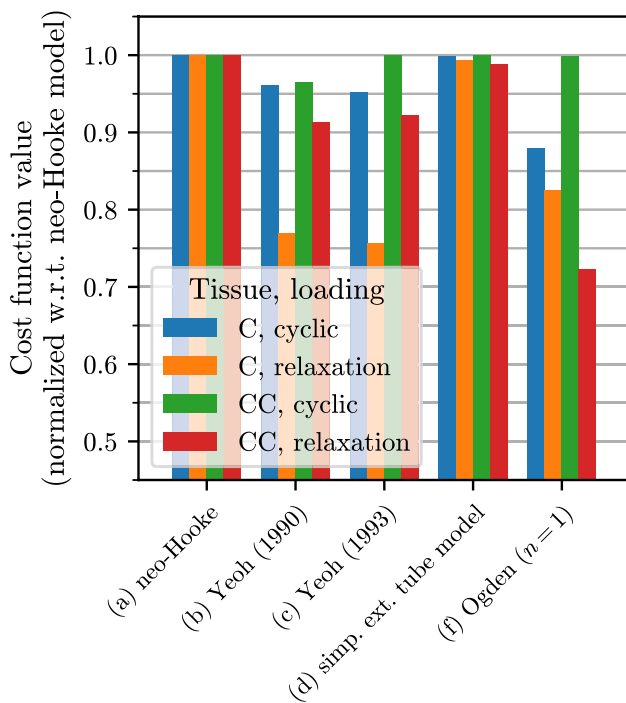 Cost function value
(normalized w.r.t. neo-Hooke model)
1.0
0.9
0.8
0.7
0.6
0.5
Tissue, loading
C, cyclic
C, relaxation
CC, cyclic
CC, relaxation
(a) neo-Hooke
(b) Yeoh (1990)
(c) Yeoh (1993)
(d) simp. ext. tube model
(f) Ogden (n = 1)